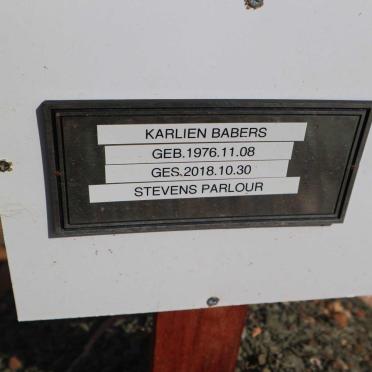 KARLIEN BABERS
GEB.1976.11.08
GES.2018.10.30
STEVENS PARLOUR